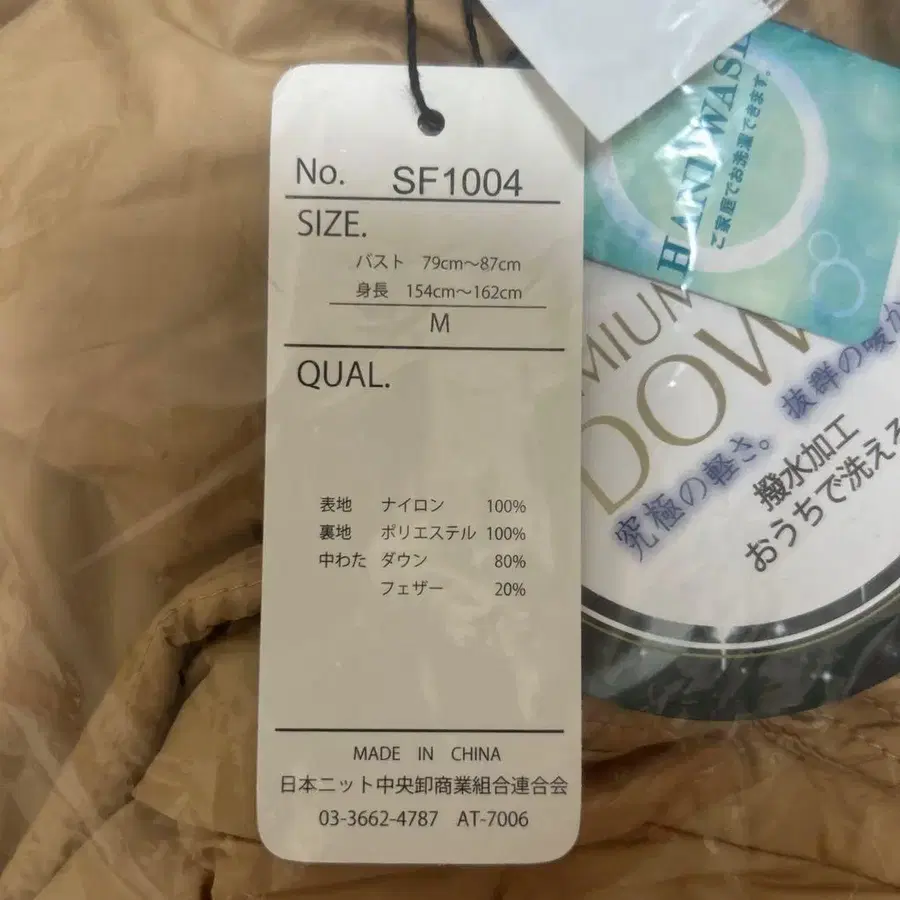 No. SF1004
SIZE.
バスト 79cm～87cm
身長 154cm～162cm
M
QUAL.
表地 ナイロン 100%
裏地 ポリエステル 100%
中わた ダウン 80%
フェザー 20%
MADE IN CHINA
日本ニット中央卸商業組合連合会
03-3662-4787 AT-7006
HAND WASH
ご家庭でお洗濯できます。
MIUM
DOW
究極の軽さ。抜群の暖か
撥水加工
おうちで洗える